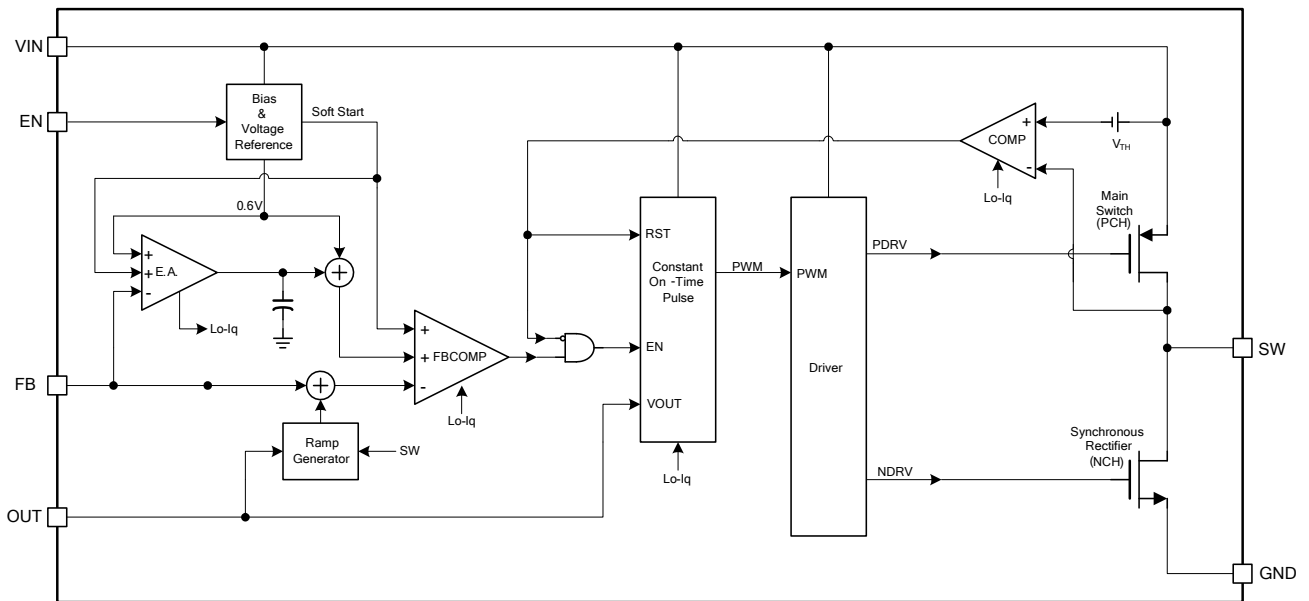 VIN
EN
Bias
&
Voltage
Reference
Soft Start
0.6V
+
+
-
E.A.
Lo-Iq
+
+
+
-
FBCOMP
Lo-Iq
FB
+
Ramp
Generator
SW
OUT
RST
Constant
On -Time
Pulse
EN
VOUT
Lo-Iq
PWM
PWM
Driver
PDRV
NDRV
COMP
+
-
Lo-Iq
VTH
Main
Switch
(PCH)
Synchronous
Rectifier
(NCH)
SW
GND